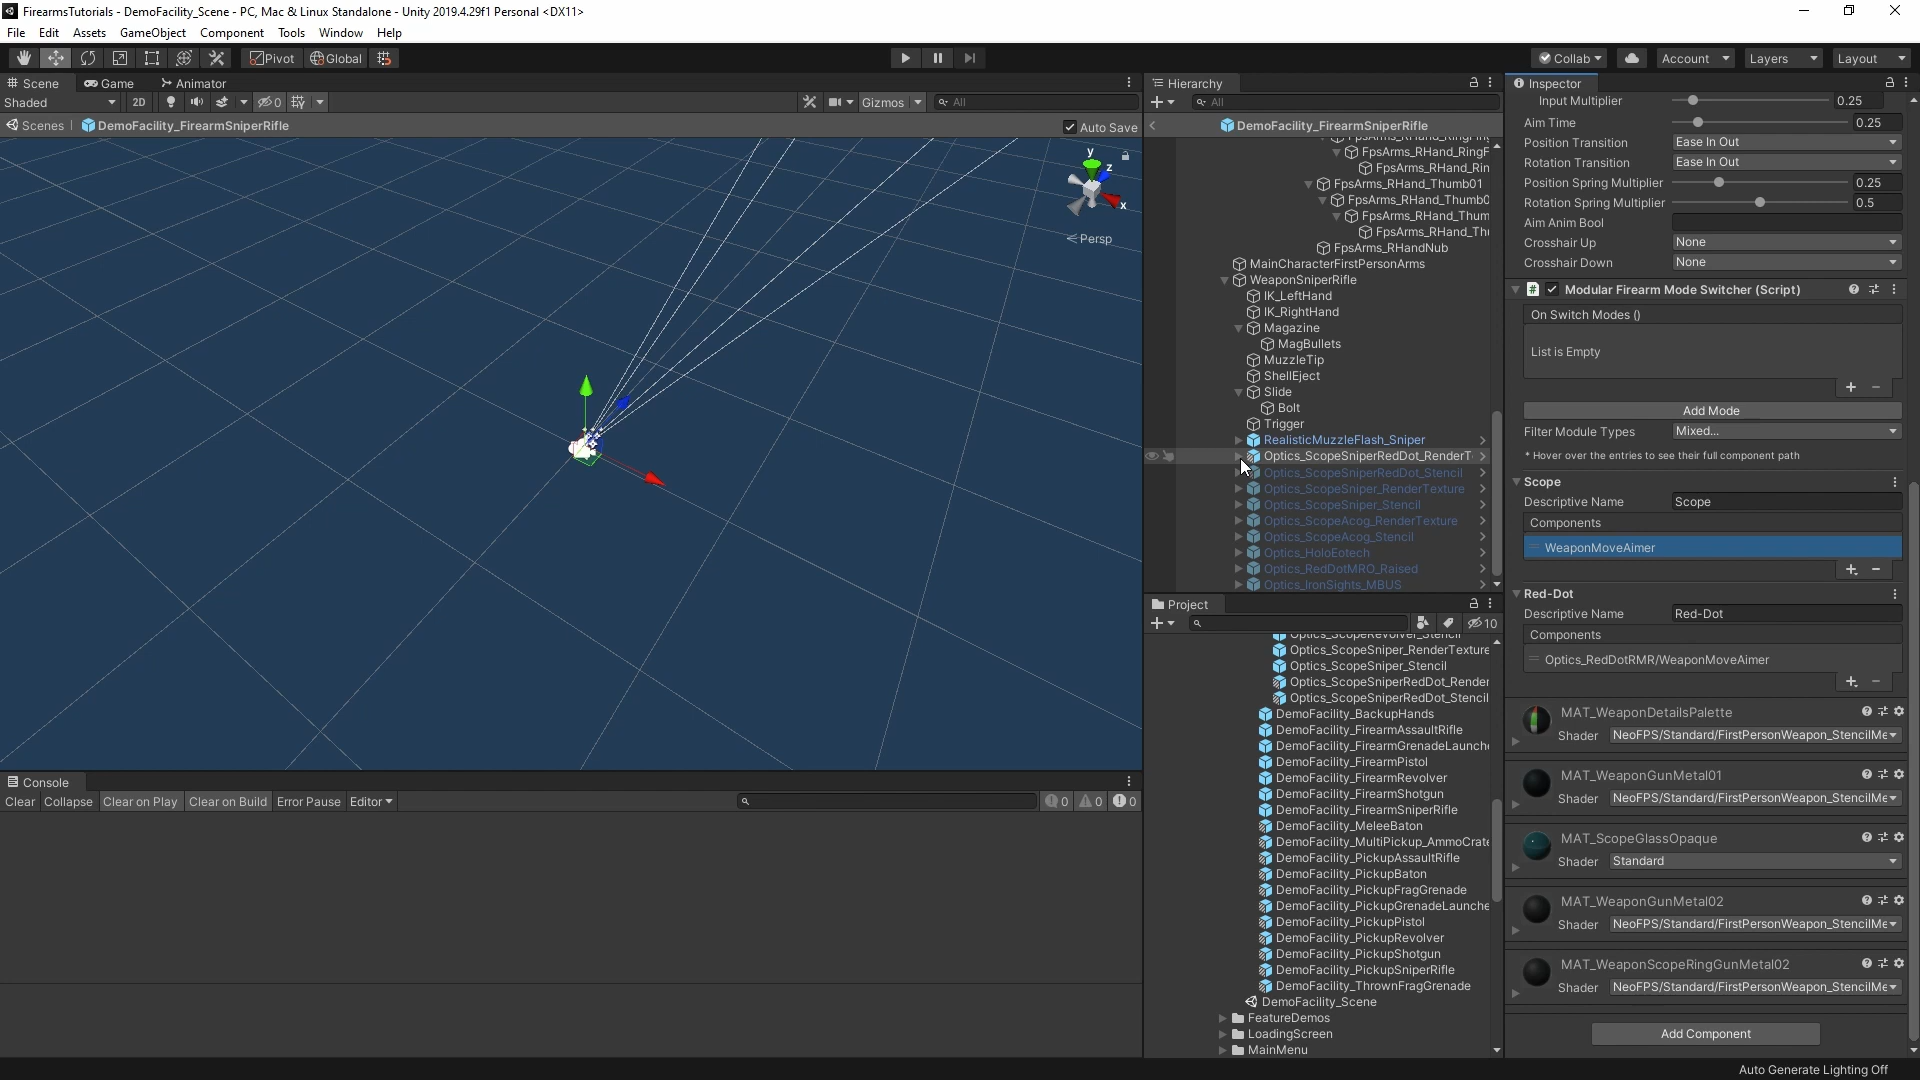 FirearmsTutorials - DemoFacility_Scene - PC, Mac & Linux Standalone - Unity 2019.4.29f1 Personal <DX11>
File Edit Assets GameObject Component Tools Window Help
Pivot Global Collab Account Layers Layout
Scene Game Animator
Shaded 2D 0 Gizmos All
Scenes DemoFacility_FirearmSniperRifle Auto Save
y
z
x
Persp
Console
Clear Collapse Clear on Play Clear on Build Error Pause Editor 0 0 0
Hierarchy
All
DemoFacility_FirearmSniperRifle
FpsArms_RHand_RingF
FpsArms_RHand_Rin
FpsArms_RHand_Thumb01
FpsArms_RHand_Thumb0
FpsArms_RHand_Thum
FpsArms_RHand_Thu
FpsArms_RHandNub
MainCharacterFirstPersonArms
WeaponSniperRifle
IK_LeftHand
IK_RightHand
Magazine
MagBullets
MuzzleTip
ShellEject
Slide
Bolt
Trigger
RealisticMuzzleFlash_Sniper
Optics_ScopeSniperRedDot_RenderT
Optics_ScopeSniperRedDot_Stencil
Optics_ScopeSniper_RenderTexture
Optics_ScopeSniper_Stencil
Optics_ScopeAcog_RenderTexture
Optics_ScopeAcog_Stencil
Optics_HoloEotech
Optics_RedDotMRO_Raised
Optics_IronSights_MBUS
Project
10
Optics_ScopeRevolver_Stencil
Optics_ScopeSniper_RenderTexture
Optics_ScopeSniper_Stencil
Optics_ScopeSniperRedDot_Render
Optics_ScopeSniperRedDot_Stencil
DemoFacility_BackupHands
DemoFacility_FirearmAssaultRifle
DemoFacility_FirearmGrenadeLaunch
DemoFacility_FirearmPistol
DemoFacility_FirearmRevolver
DemoFacility_FirearmShotgun
DemoFacility_FirearmSniperRifle
DemoFacility_MeleeBaton
DemoFacility_MultiPickup_AmmoCrate
DemoFacility_PickupAssaultRifle
DemoFacility_PickupBaton
DemoFacility_PickupFragGrenade
DemoFacility_PickupGrenadeLaunche
DemoFacility_PickupPistol
DemoFacility_PickupRevolver
DemoFacility_PickupShotgun
DemoFacility_PickupSniperRifle
DemoFacility_ThrownFragGrenade
DemoFacility_Scene
FeatureDemos
LoadingScreen
MainMenu
Inspector
Input Multiplier 0.25
Aim Time 0.25
Position Transition Ease In Out
Rotation Transition Ease In Out
Position Spring Multiplier 0.25
Rotation Spring Multiplier 0.5
Aim Anim Bool
Crosshair Up None
Crosshair Down None
# Modular Firearm Mode Switcher (Script)
On Switch Modes ()
List is Empty
Add Mode
Filter Module Types Mixed...
* Hover over the entries to see their full component path
Scope
Descriptive Name Scope
Components
WeaponMoveAimer
Red-Dot
Descriptive Name Red-Dot
Components
Optics_RedDotRMR/WeaponMoveAimer
MAT_WeaponDetailsPalette
Shader NeoFPS/Standard/FirstPersonWeapon_StencilMe
MAT_WeaponGunMetal01
Shader NeoFPS/Standard/FirstPersonWeapon_StencilMe
MAT_ScopeGlassOpaque
Shader Standard
MAT_WeaponGunMetal02
Shader NeoFPS/Standard/FirstPersonWeapon_StencilMe
MAT_WeaponScopeRingGunMetal02
Shader NeoFPS/Standard/FirstPersonWeapon_StencilMe
Add Component
Auto Generate Lighting Off